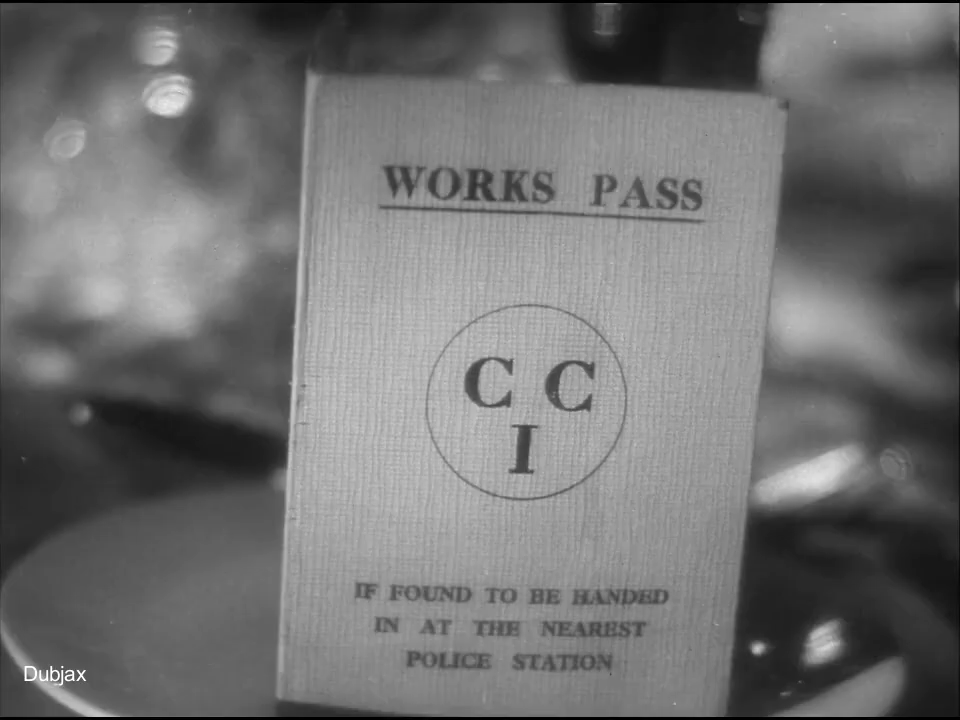 WORKS PASS
C C
I
IF FOUND TO BE HANDED
IN AT THE NEAREST
POLICE STATION
Dubjax